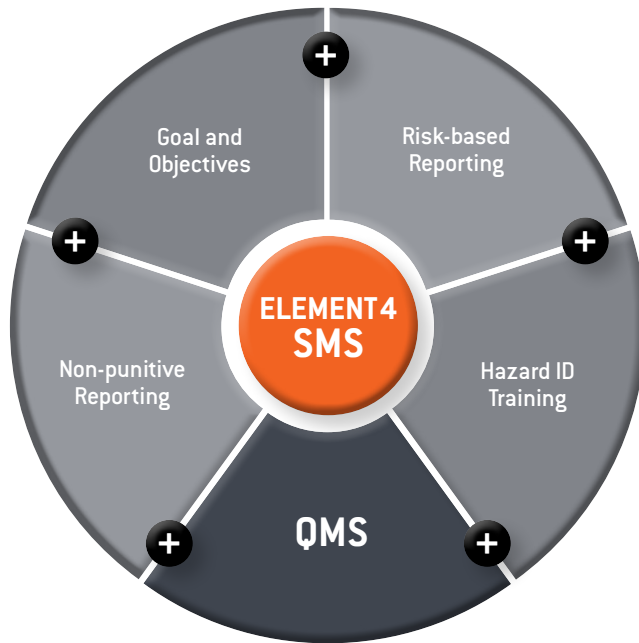 +
Goal and
Objectives
Risk-based
Reporting
+
+
ELEMENT4
SMS
Non-punitive
Reporting
Hazard ID
Training
QMS
+
+